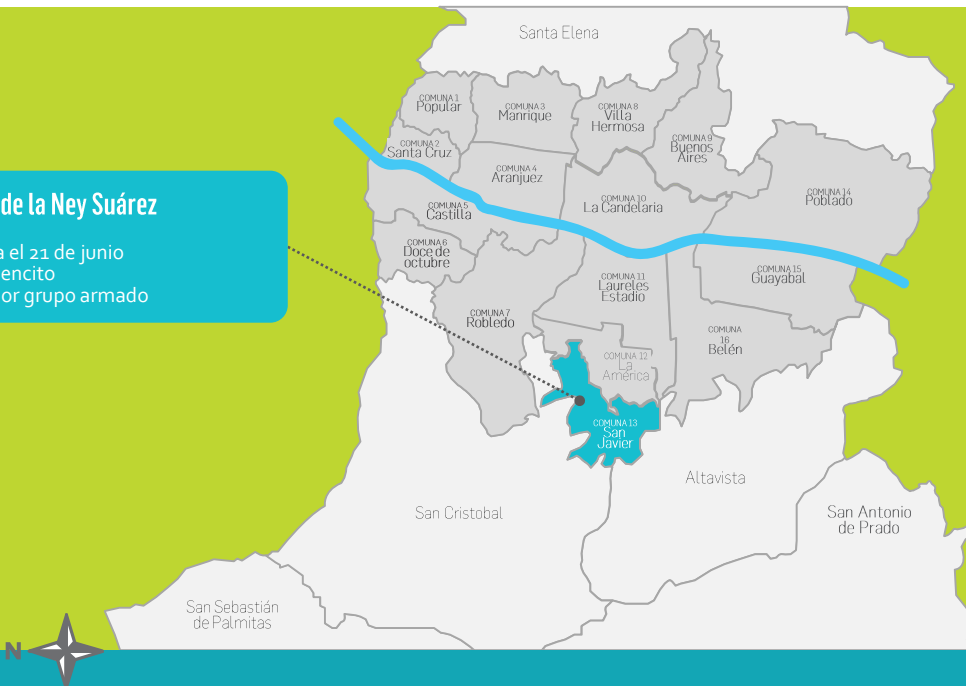 Santa Elena
COMUNA 1
Popular
COMUNA 3
Manrique
COMUNA 8
Villa
Hermosa
COMUNA 2
Santa Cruz
COMUNA 9
Buenos
Aires
COMUNA 4
Aranjuez
COMUNA 14
Poblado
COMUNA 10
La Candelaria
COMUNA 5
Castilla
de la Ney Suárez
a el 21 de junio
encito
or grupo armado
COMUNA 6
Doce de
octubre
COMUNA 15
Guayabal
COMUNA 11
Laureles
Estadio
COMUNA 7
Robledo
COMUNA
16
Belén
COMUNA 12
La
América
COMUNA 13
San
Javier
Altavista
San Cristobal
San Antonio
de Prado
San Sebastián
de Palmitas
N